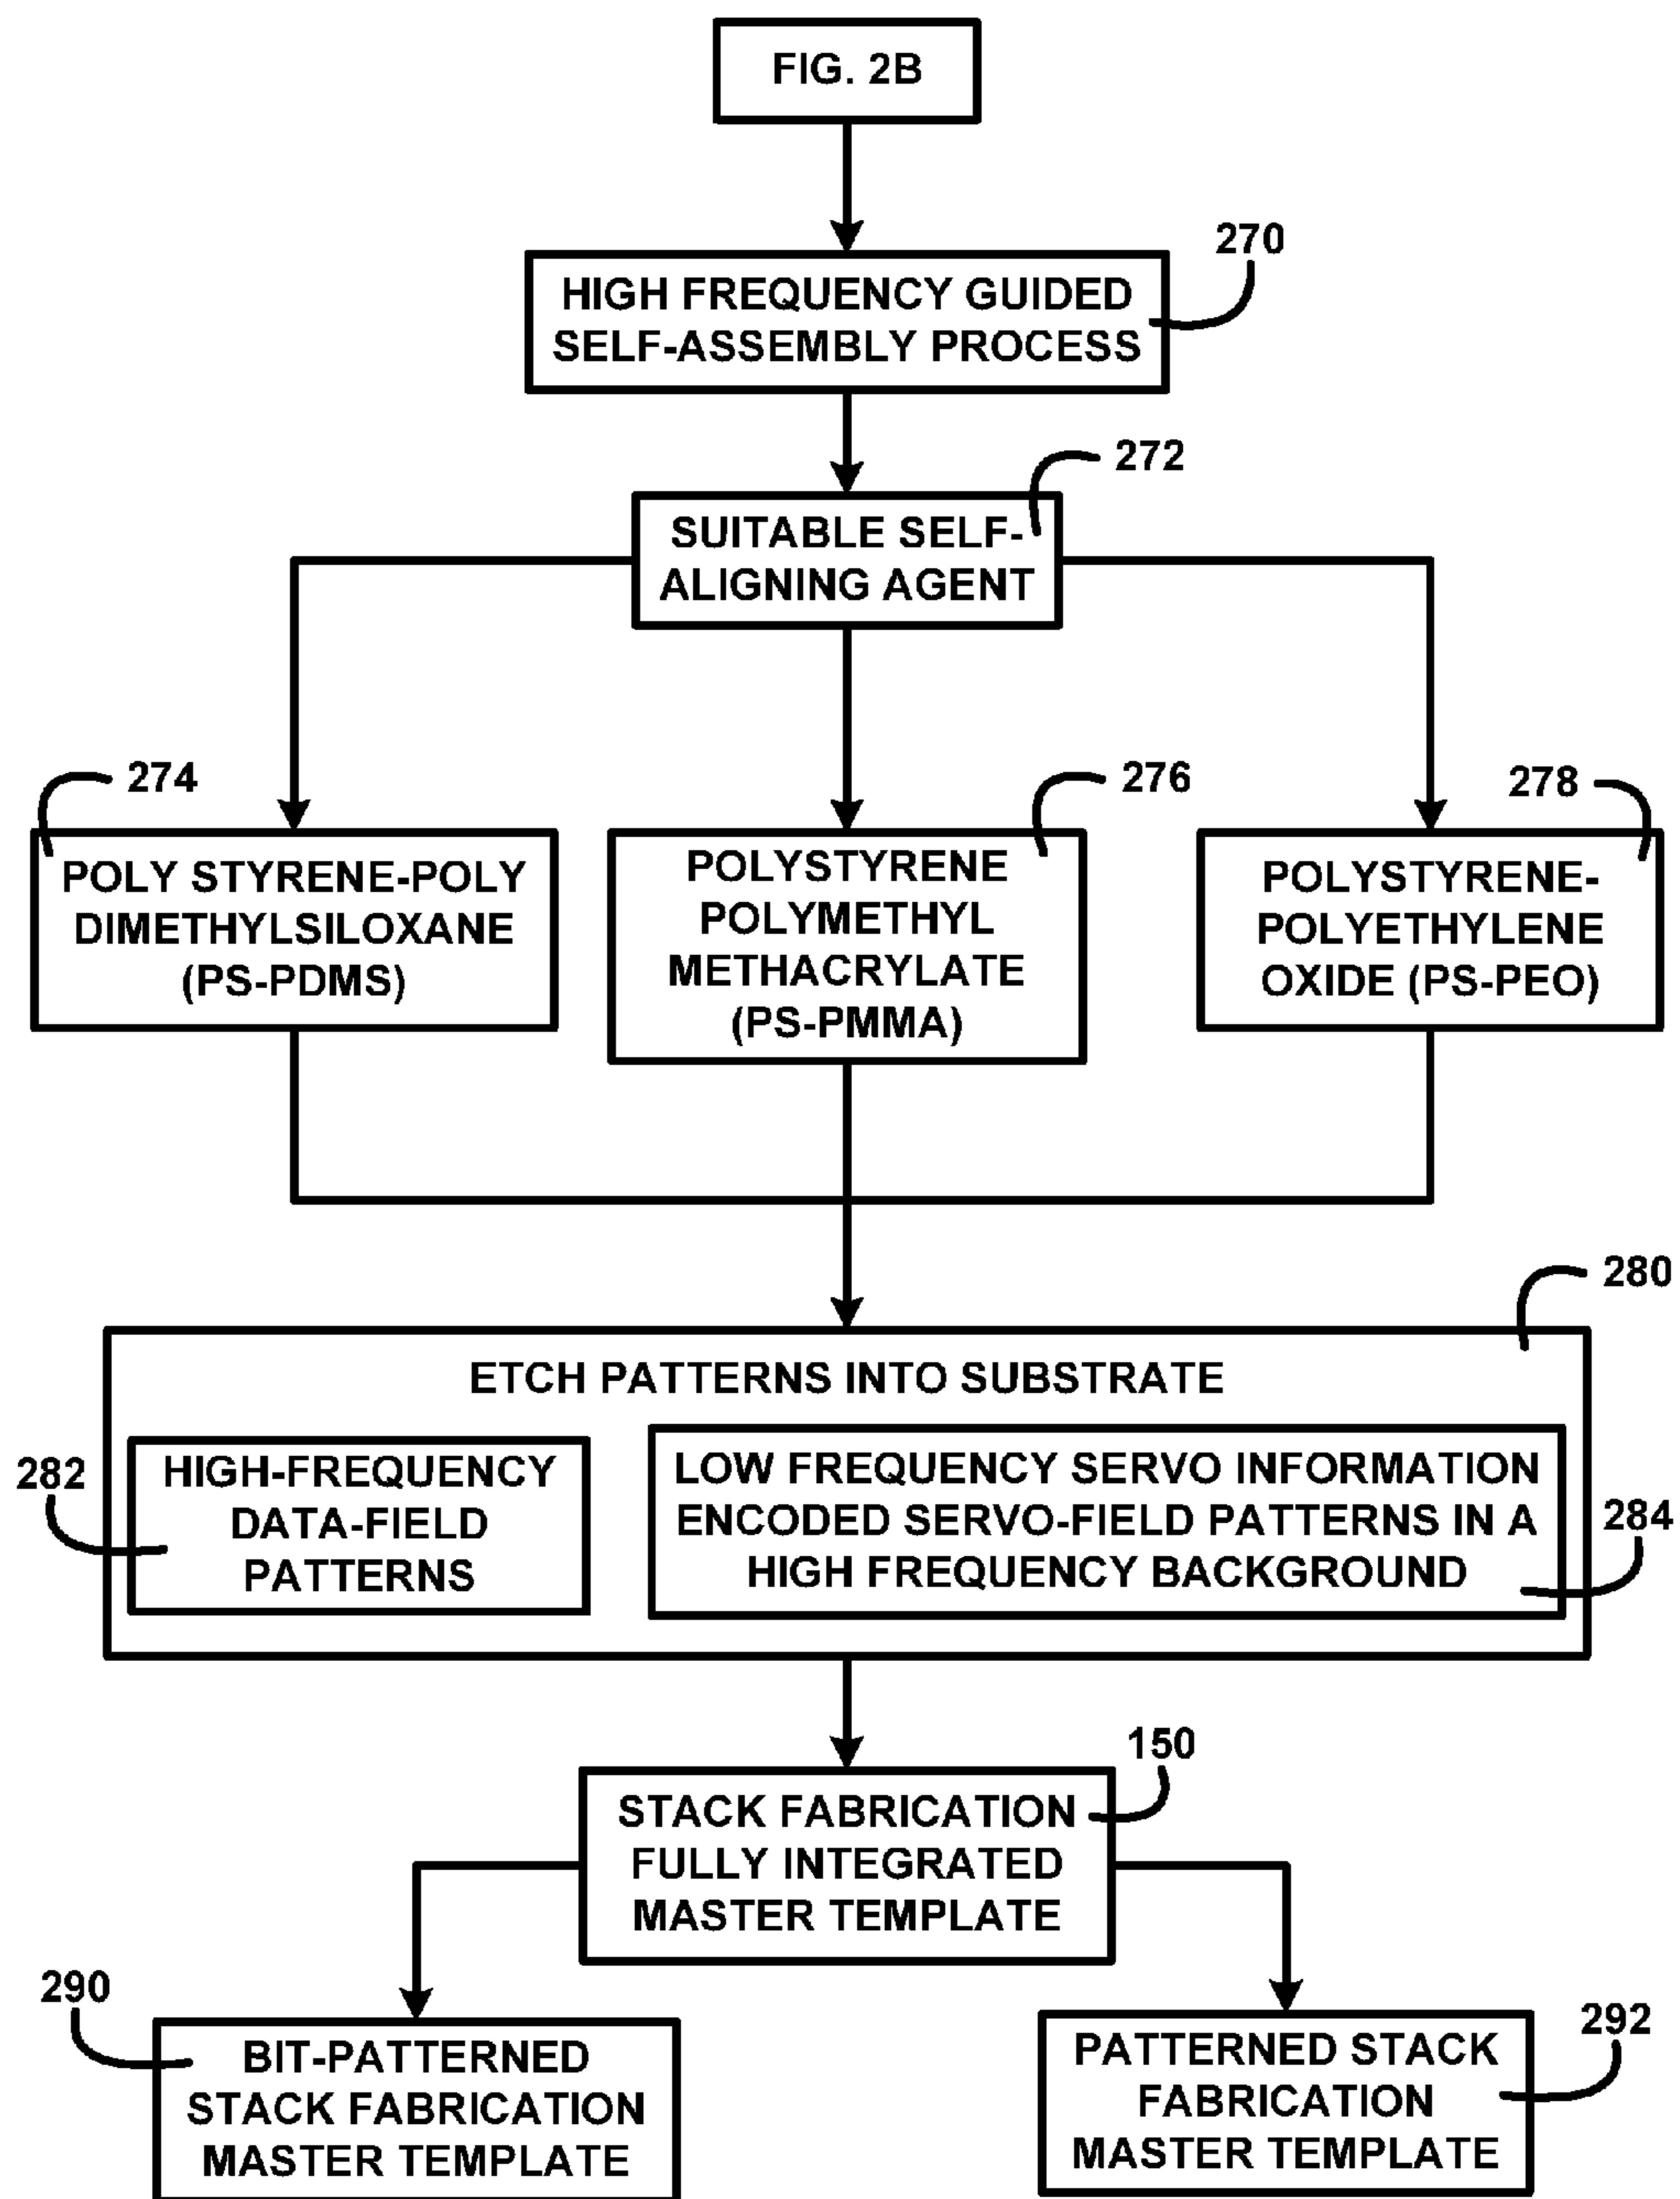 FIG. 2B
270
HIGH FREQUENCY GUIDED
SELF-ASSEMBLY PROCESS
272
SUITABLE SELF-
ALIGNING AGENT
274
POLY STYRENE-POLY
DIMETHYLSILOXANE
(PS-PDMS)
276
POLYSTYRENE
POLYMETHYL
METHACRYLATE
(PS-PMMA)
278
POLYSTYRENE-
POLYETHYLENE
OXIDE (PS-PEO)
280
ETCH PATTERNS INTO SUBSTRATE
282
HIGH-FREQUENCY
DATA-FIELD
PATTERNS
LOW FREQUENCY SERVO INFORMATION
ENCODED SERVO-FIELD PATTERNS IN A
HIGH FREQUENCY BACKGROUND
284
150
STACK FABRICATION
FULLY INTEGRATED
MASTER TEMPLATE
290
BIT-PATTERNED
STACK FABRICATION
MASTER TEMPLATE
292
PATTERNED STACK
FABRICATION
MASTER TEMPLATE